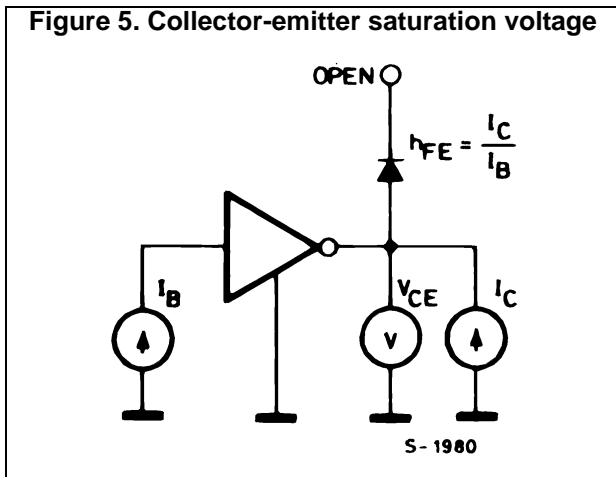 Figure 5. Collector-emitter saturation voltage
OPEN
hFE = IC
IB
IB
VCE
IC
V
S-1980